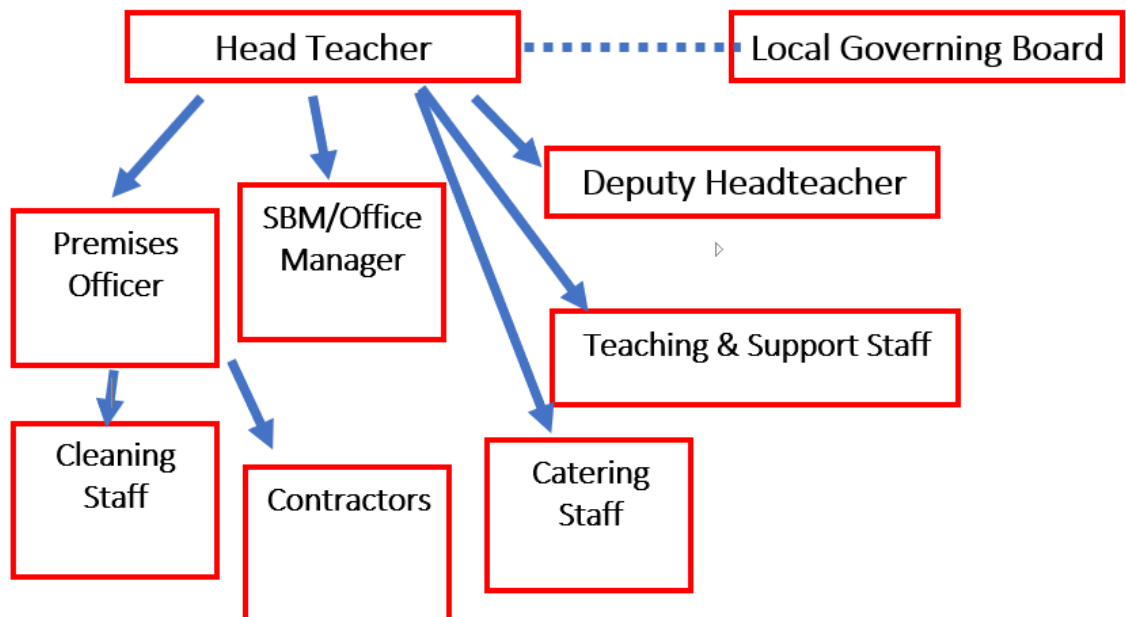 Head Teacher
Local Governing Board
Deputy Headteacher
SBM/Office
Manager
Premises
Officer
Teaching & Support Staff
Cleaning
Staff
Contractors
Catering
Staff